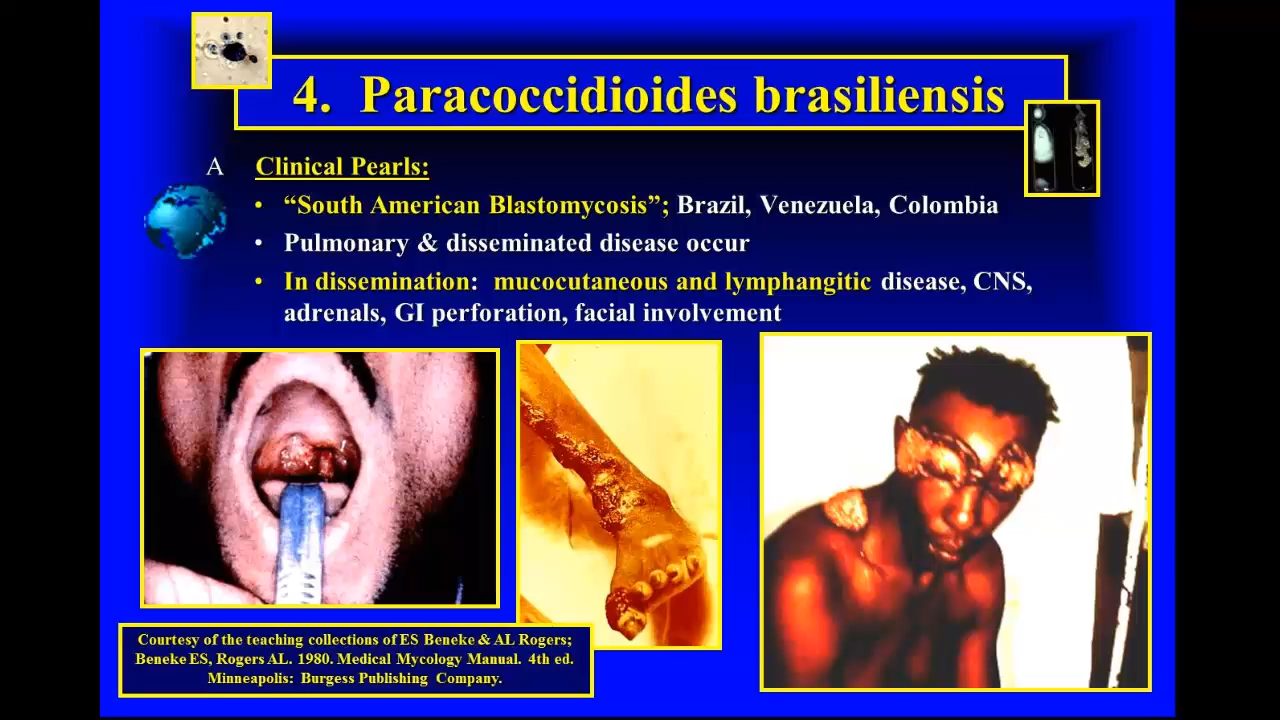 4. Paracoccidioides brasiliensis
A Clinical Pearls:
• “South American Blastomycosis”; Brazil, Venezuela, Colombia
• Pulmonary & disseminated disease occur
• In dissemination: mucocutaneous and lymphangitic disease, CNS,
adrenals, GI perforation, facial involvement
Courtesy of the teaching collections of ES Beneke & AL Rogers;
Beneke ES, Rogers AL. 1980. Medical Mycology Manual. 4th ed.
Minneapolis: Burgess Publishing Company.